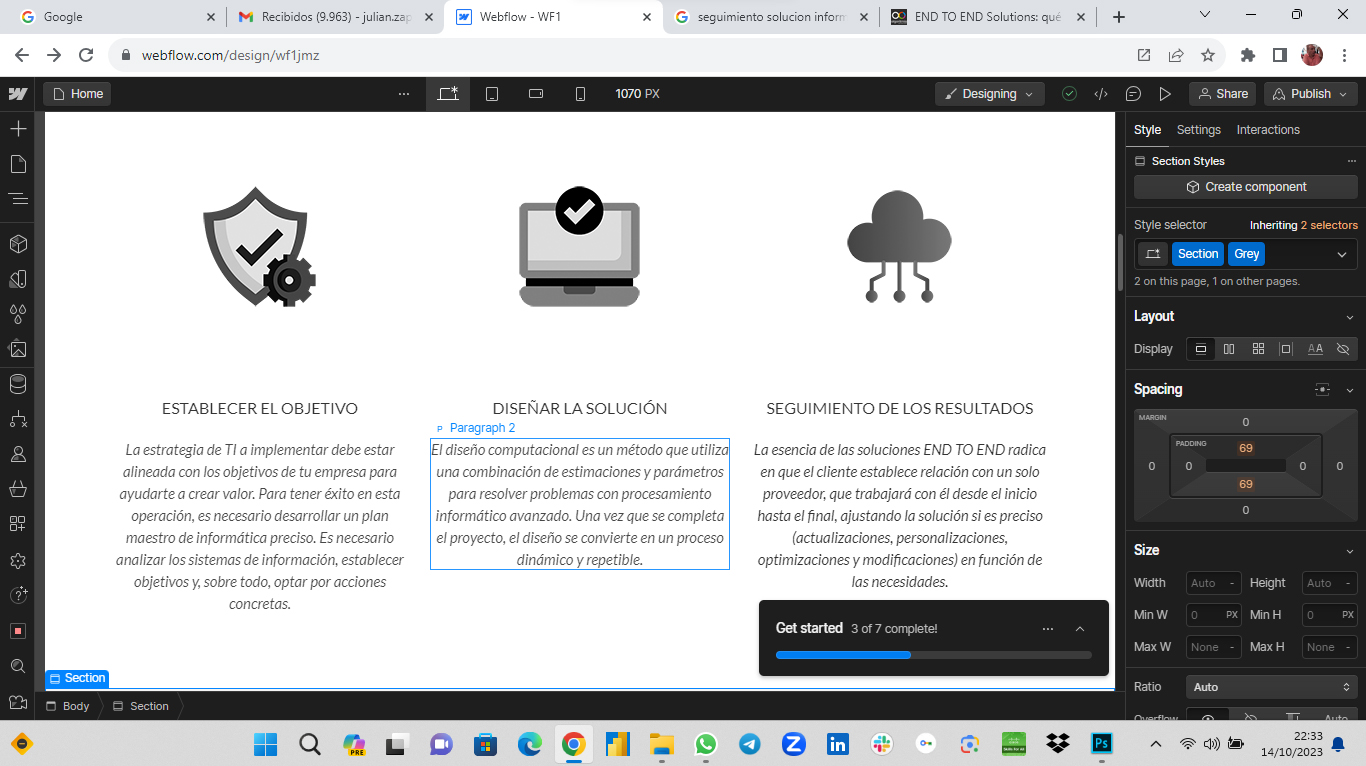 Google
Recibidos (9.963) - julian.zap
Webflow - WF1
seguimiento solucion inform
END TO END Solutions: qué
webflow.com/design/wf1jmz
Home
1070 PX
Designing
Share
Publish
Style
Settings
Interactions
Section Styles
Create component
Style selector
Inheriting 2 selectors
Section
Grey
2 on this page, 1 on other pages.
Layout
Display
AA
Spacing
MARGIN
0
PADDING
69
0
0
0
0
69
0
Size
Width
Auto -
Height
Auto -
Min W
0 PX
Min H
0 PX
Max W
None -
Max H
None -
Ratio
Auto
Overflow
Auto
ESTABLECER EL OBJETIVO
La estrategia de TI a implementar debe estar
alineada con los objetivos de tu empresa para
ayudarte a crear valor. Para tener éxito en esta
operación, es necesario desarrollar un plan
maestro de informática preciso. Es necesario
analizar los sistemas de información, establecer
objetivos y, sobre todo, optar por acciones
concretas.
DISEÑAR LA SOLUCIÓN
P Paragraph 2
El diseño computacional es un método que utiliza
una combinación de estimaciones y parámetros
para resolver problemas con procesamiento
informático avanzado. Una vez que se completa
el proyecto, el diseño se convierte en un proceso
dinámico y repetible.
SEGUIMIENTO DE LOS RESULTADOS
La esencia de las soluciones END TO END radica
en que el cliente establece relación con un solo
proveedor, que trabajará con él desde el inicio
hasta el final, ajustando la solución si es preciso
(actualizaciones, personalizaciones,
optimizaciones y modificaciones) en función de
las necesidades.
Get started 3 of 7 complete!
Section
Body
Section
PRE
Ps
22:33
14/10/2023